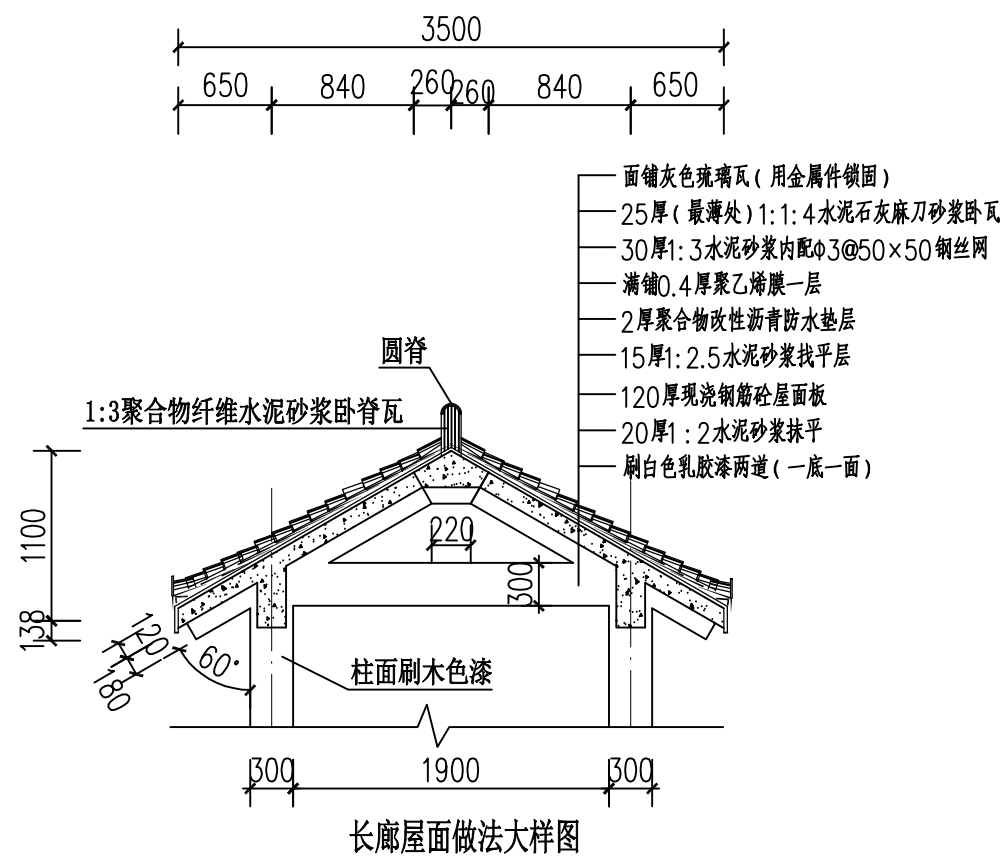 3500
650 840 260 260 840 650
面铺灰色琉璃瓦(用金属件锁固)
25厚(最薄处)1:1:4水泥石灰麻刀砂浆卧瓦
30厚1:3水泥砂浆内配φ3@50×50钢丝网
满铺0.4厚聚乙烯膜一层
2厚聚合物改性沥青防水垫层
15厚1:2.5水泥砂浆找平层
120厚现浇钢筋砼屋面板
20厚1:2水泥砂浆抹平
刷白色乳胶漆两道(一底一面)
圆脊
1:3聚合物纤维水泥砂浆卧脊瓦
1100
220
300
138
120
180
60°
柱面刷木色漆
300 1900 300
长廊屋面做法大样图